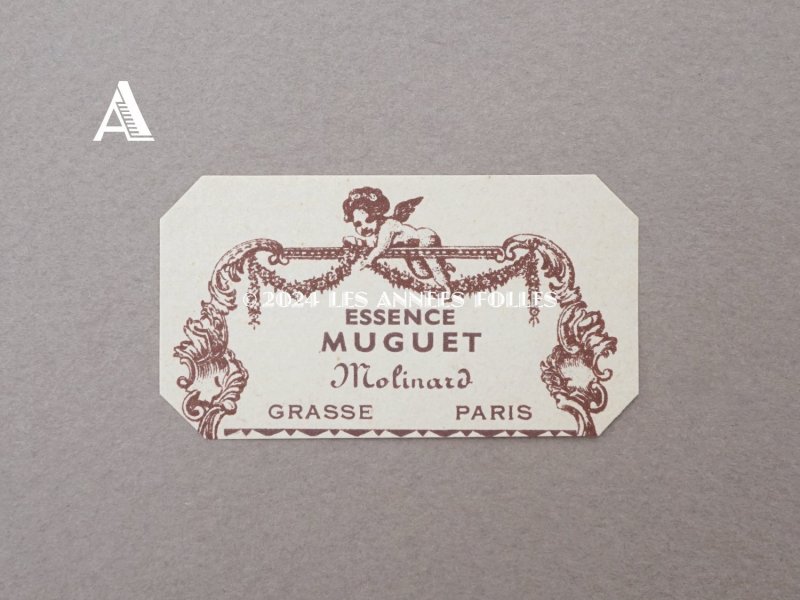 A
©2024 LES ANNÉES FOLLES
ESSENCE
MUGUET
Molinard
GRASSE PARIS